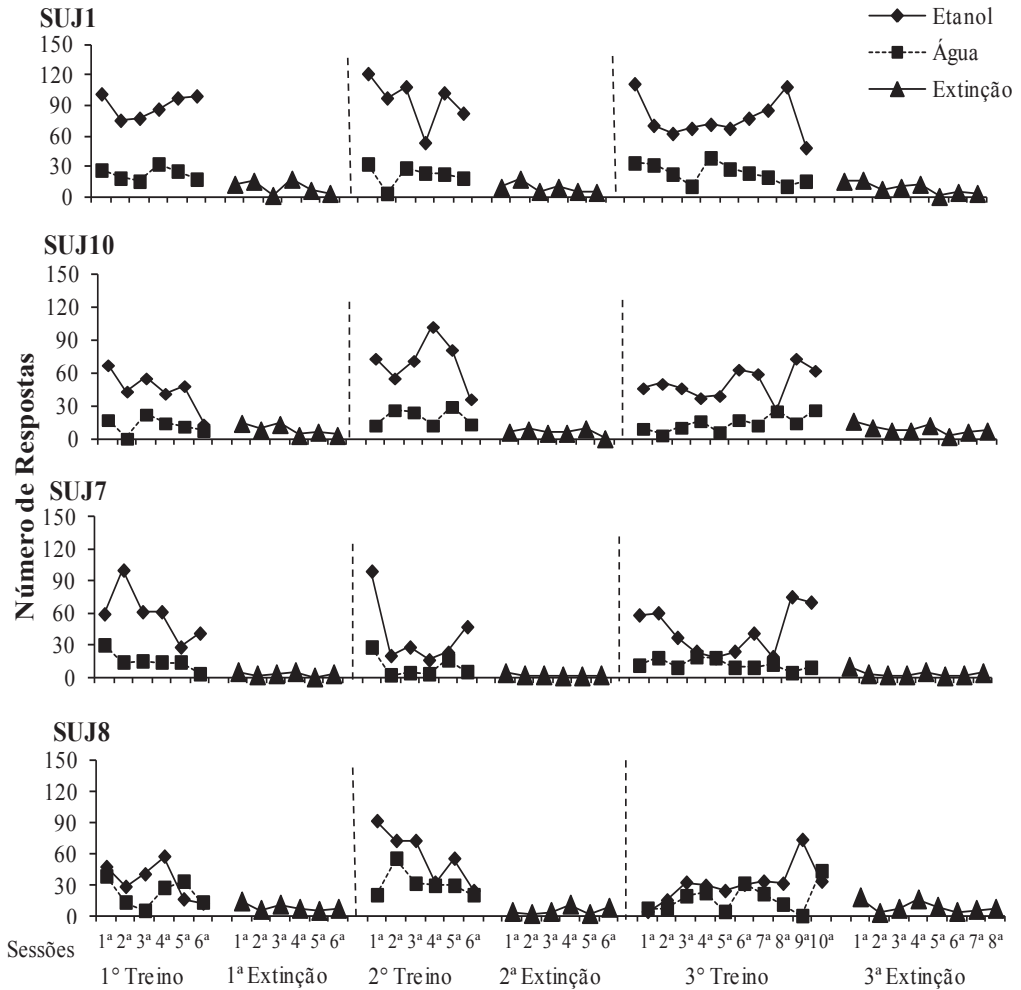 SUJ1
Etanol
Água
Extinção
150
120
90
60
30
0
SUJ10
150
120
90
60
30
0
Número de Respostas
SUJ7
150
120
90
60
30
0
SUJ8
150
120
90
60
30
0
Sessões 1ª 2ª 3ª 4ª 5ª 6ª 1ª 2ª 3ª 4ª 5ª 6ª 1ª 2ª 3ª 4ª 5ª 6ª 1ª 2ª 3ª 4ª 5ª 6ª 1ª 2ª 3ª 4ª 5ª 6ª 7ª 8ª 9ª 10ª 1ª 2ª 3ª 4ª 5ª 6ª 7ª 8ª
1° Treino 1ª Extinção 2° Treino 2ª Extinção 3° Treino 3ª Extinção